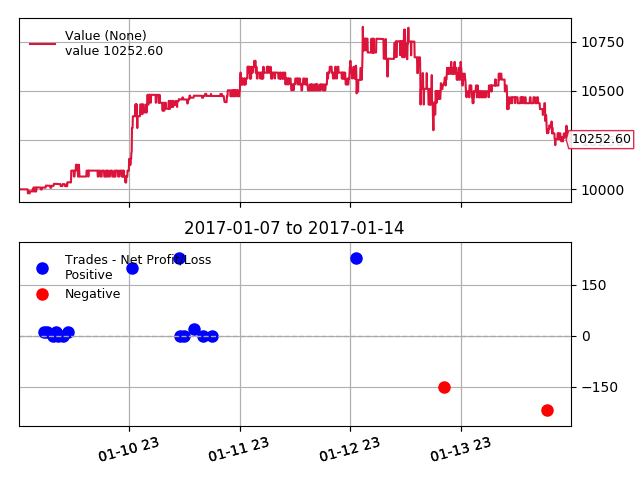 Value (None)
value 10252.60
10750
10500
10252.60
10000
2017-01-07 to 2017-01-14
Trades - Net Profit/Loss
Positive
Negative
150
0
−150
01-10 23
01-11 23
01-12 23
01-13 23